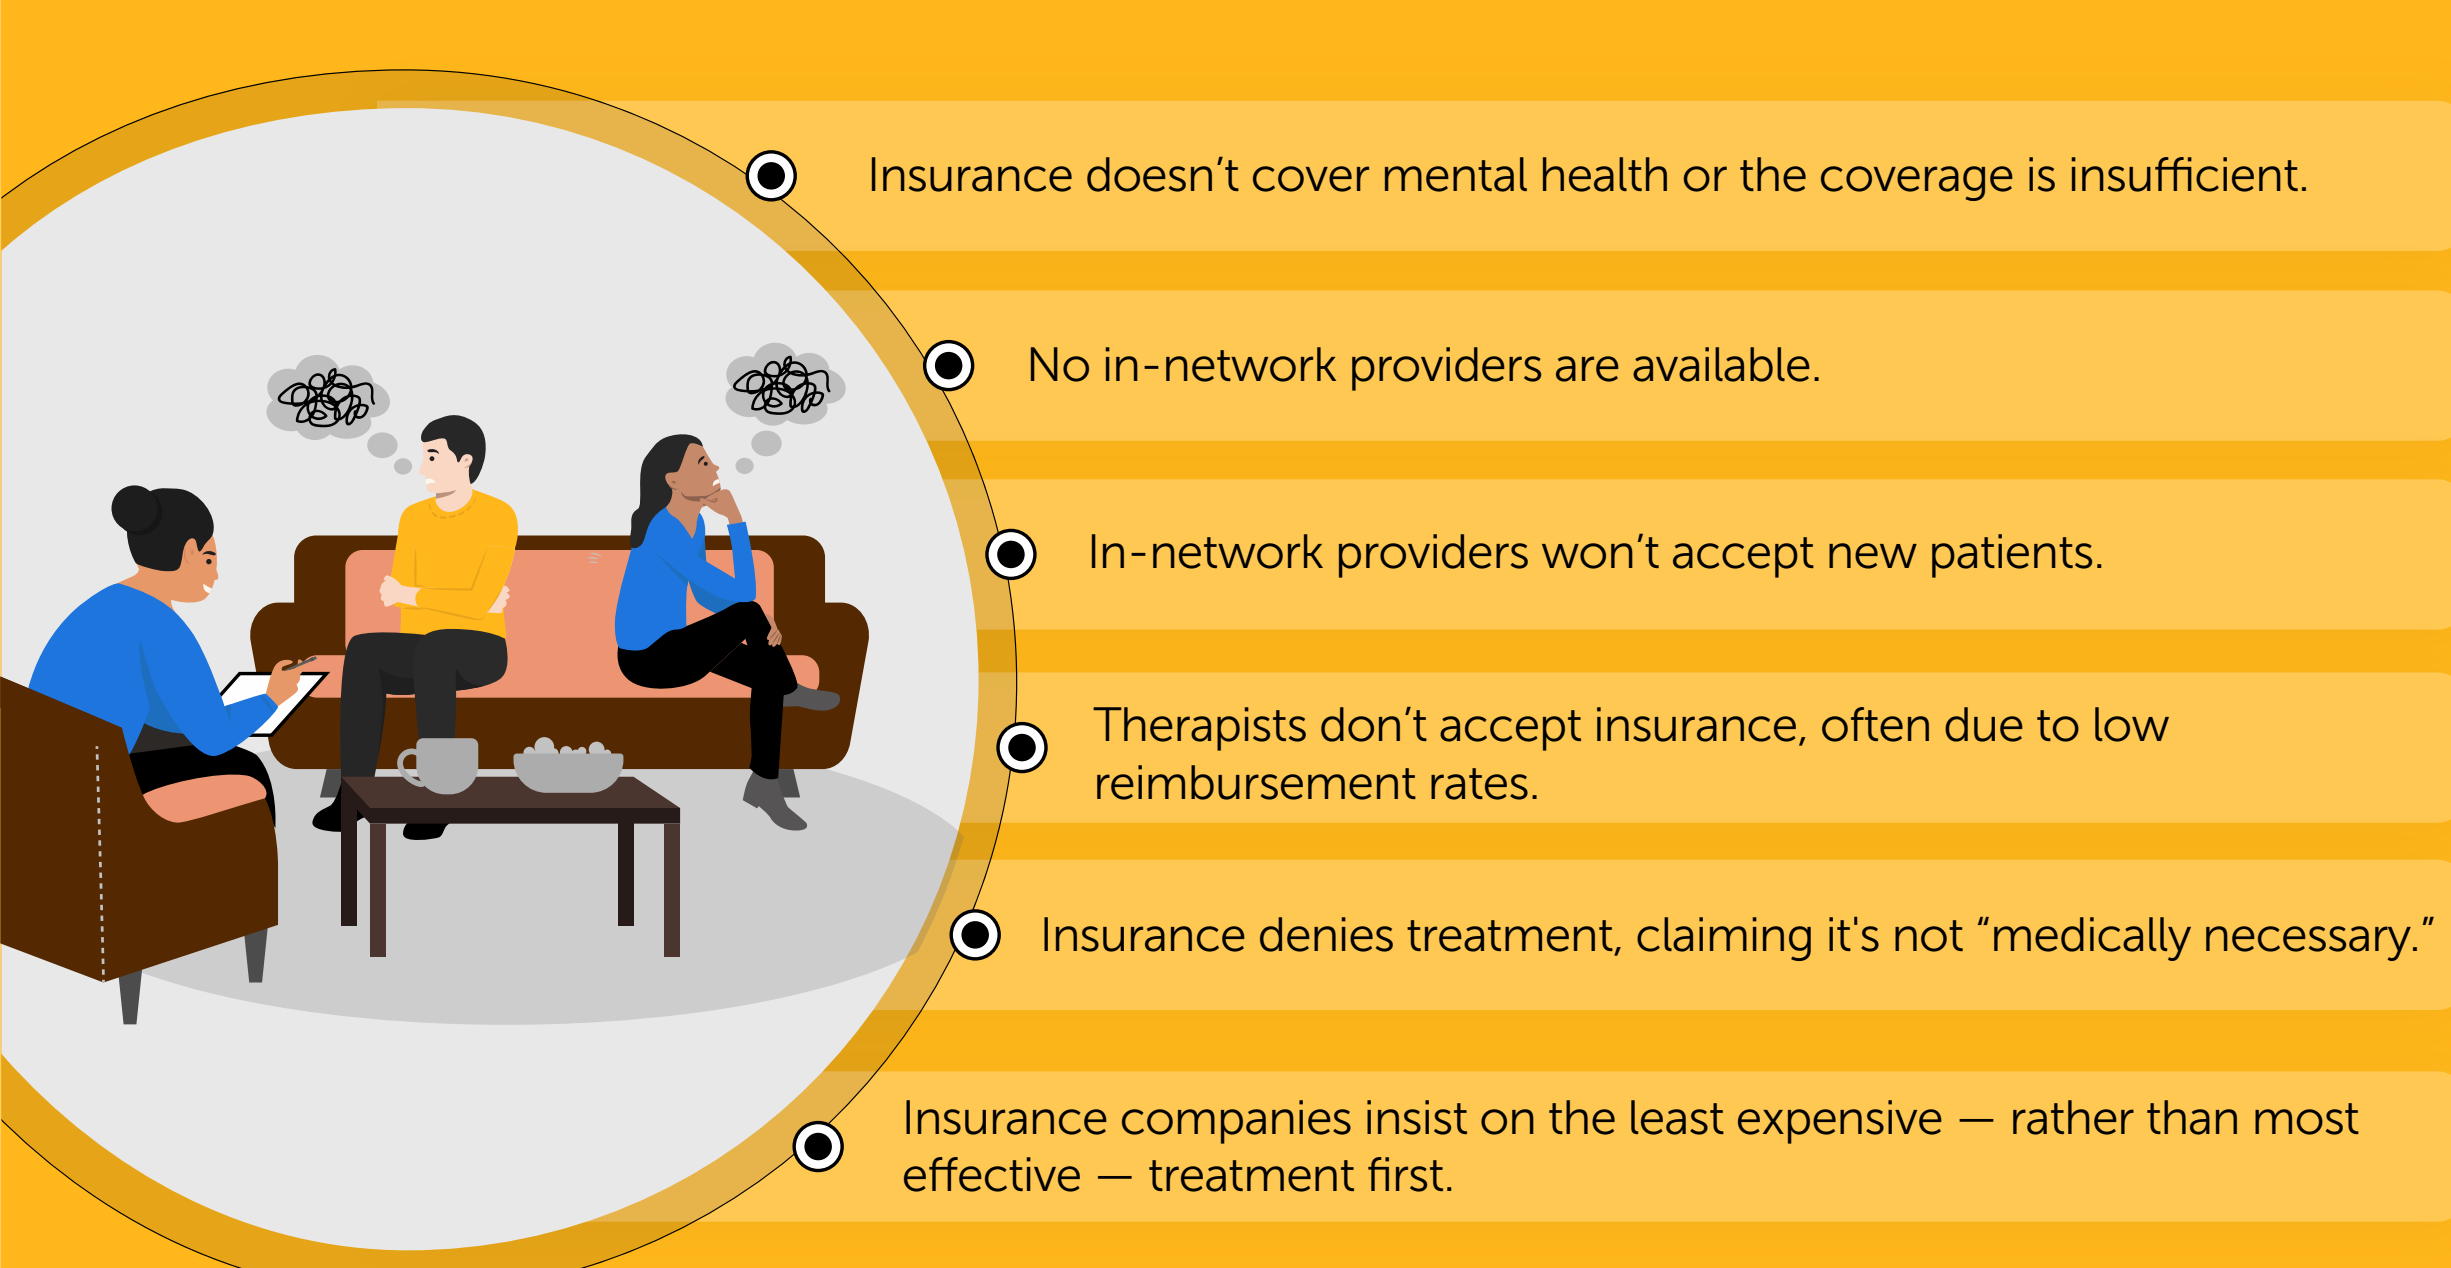 Insurance doesn’t cover mental health or the coverage is insufficient.
No in-network providers are available.
In-network providers won’t accept new patients.
Therapists don’t accept insurance, often due to low
reimbursement rates.
Insurance denies treatment, claiming it's not “medically necessary.”
Insurance companies insist on the least expensive — rather than most
effective — treatment first.